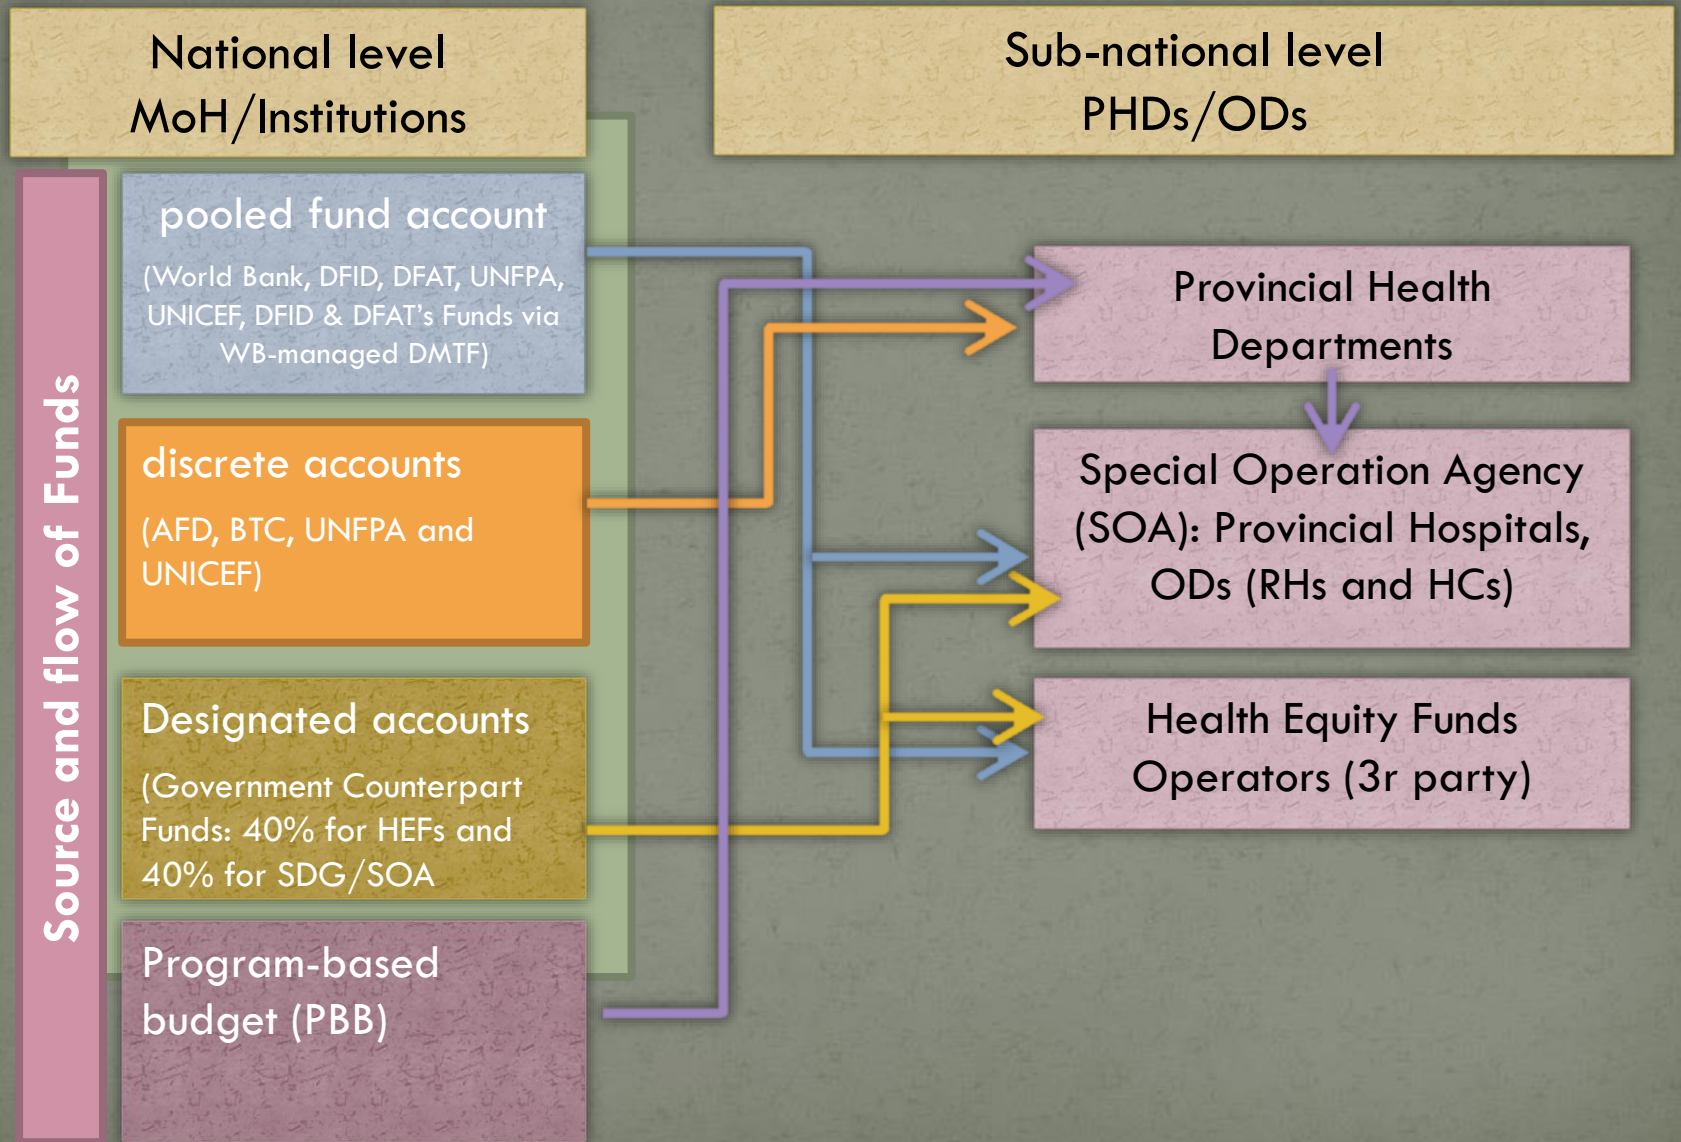 National level
MoH/Institutions
Sub-national level
PHDs/ODs
Source and flow of Funds
pooled fund account
(World Bank, DFID, DFAT, UNFPA,
UNICEF, DFID & DFAT’s Funds via
WB-managed DMTF)
discrete accounts
(AFD, BTC, UNFPA and
UNICEF)
Designated accounts
(Government Counterpart
Funds: 40% for HEFs and
40% for SDG/SOA
Program-based
budget (PBB)
Provincial Health
Departments
Special Operation Agency
(SOA): Provincial Hospitals,
ODs (RHs and HCs)
Health Equity Funds
Operators (3r party)